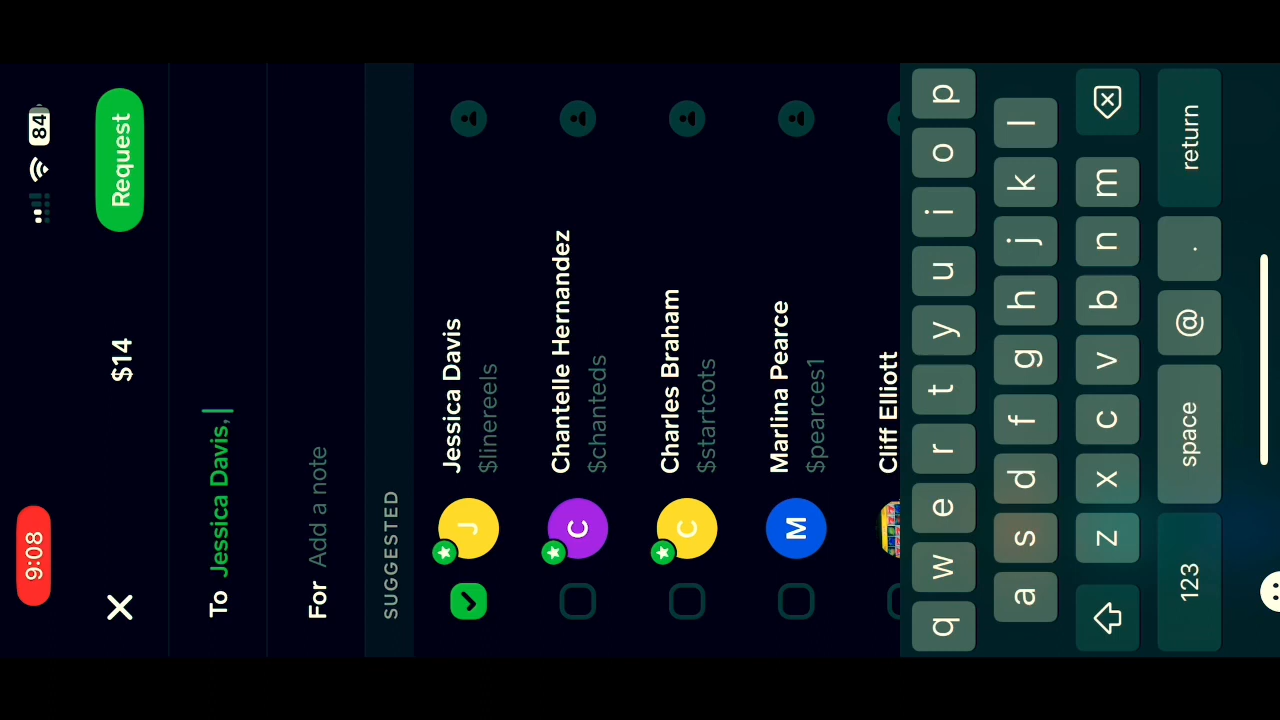 9:08
84
$14
Request
To Jessica Davis,
For Add a note
SUGGESTED
J
Jessica Davis
$linereels
C
Chantelle Hernandez
$chanteds
C
Charles Braham
$startcots
M
Marlina Pearce
$pearces1
Cliff Elliott
q w e r t y u i o p
a s d f g h j k l
z x c v b n m
123 space @ . return